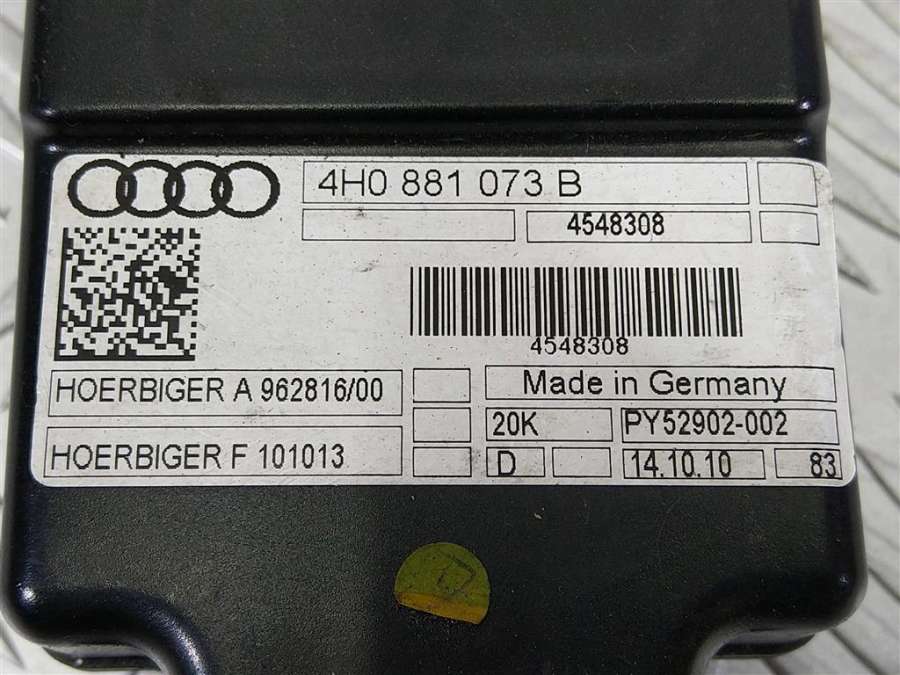 4H0 881 073 B
4548308
4548308
HOERBIGER A 962816/00
Made in Germany
20K
PY52902-002
HOERBIGER F 101013
D
14.10.10
83